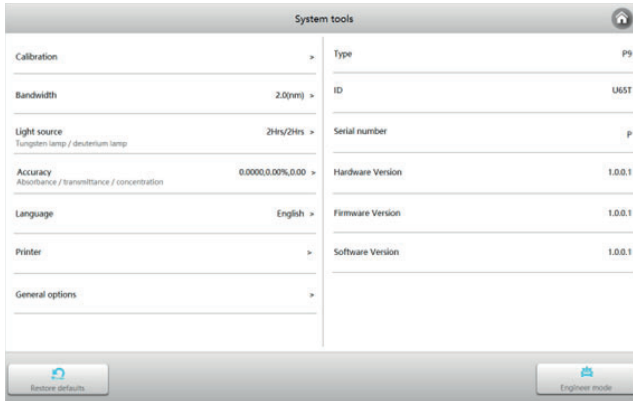 System tools
Calibration >
Bandwidth 2.0(nm) >
Light source 2Hrs/2Hrs >
Tungsten lamp / deuterium lamp
Accuracy 0.0000,0.00%,0.00 >
Absorbance / transmittance / concentration
Language English >
Printer >
General options >
Type P9
ID U65T
Serial number P
Hardware Version 1.0.0.1
Firmware Version 1.0.0.1
Software Version 1.0.0.1
Restore defaults
Engineer mode